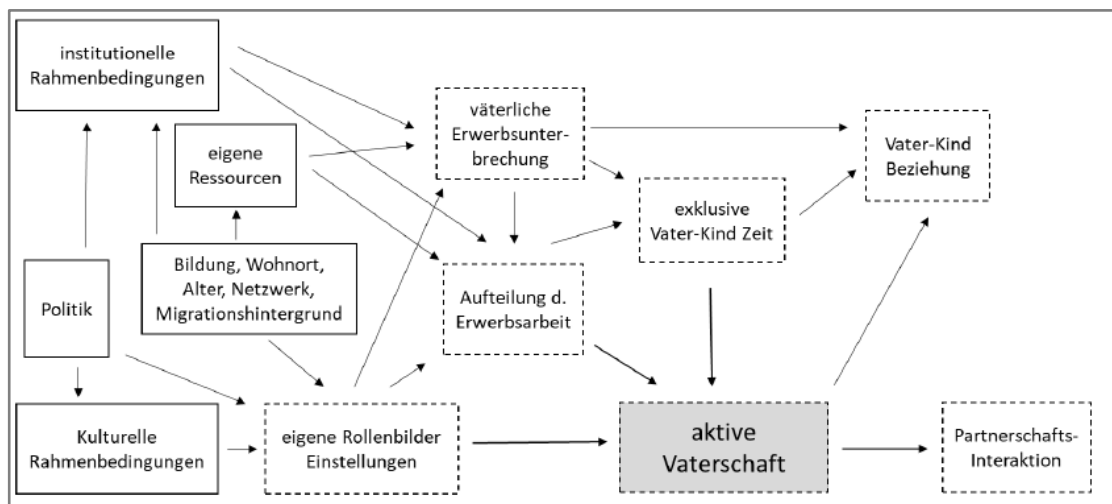 institutionelle
Rahmenbedingungen
väterliche
Erwerbsunter-
brechung
Vater-Kind
Beziehung
eigene
Ressourcen
exklusive
Vater-Kind Zeit
Bildung, Wohnort,
Alter, Netzwerk,
Migrationshintergrund
Politik
Aufteilung d.
Erwerbsarbeit
Kulturelle
Rahmenbedingungen
eigene Rollenbilder
Einstellungen
aktive
Vaterschaft
Partnerschafts-
Interaktion